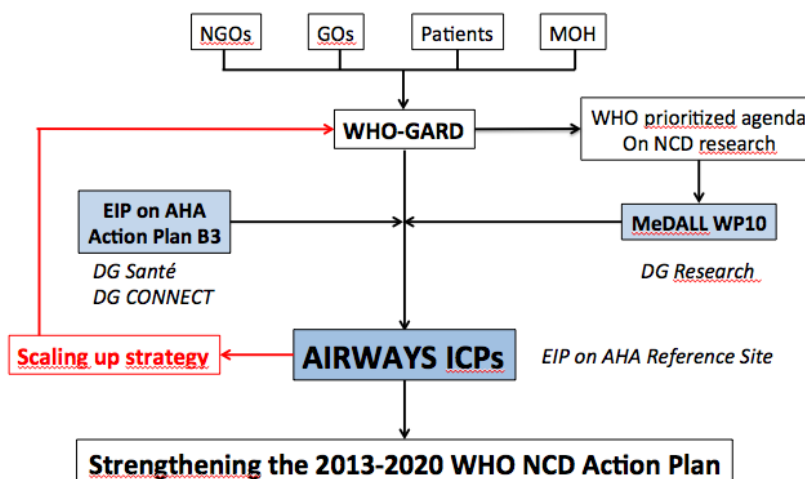 NGOs
GOs
Patients
MOH
WHO-GARD
WHO prioritized agenda
On NCD research
EIP on AHA
Action Plan B3
MeDALL WP10
DG Santé
DG CONNECT
DG Research
Scaling up strategy
AIRWAYS ICPs
EIP on AHA Reference Site
Strengthening the 2013-2020 WHO NCD Action Plan